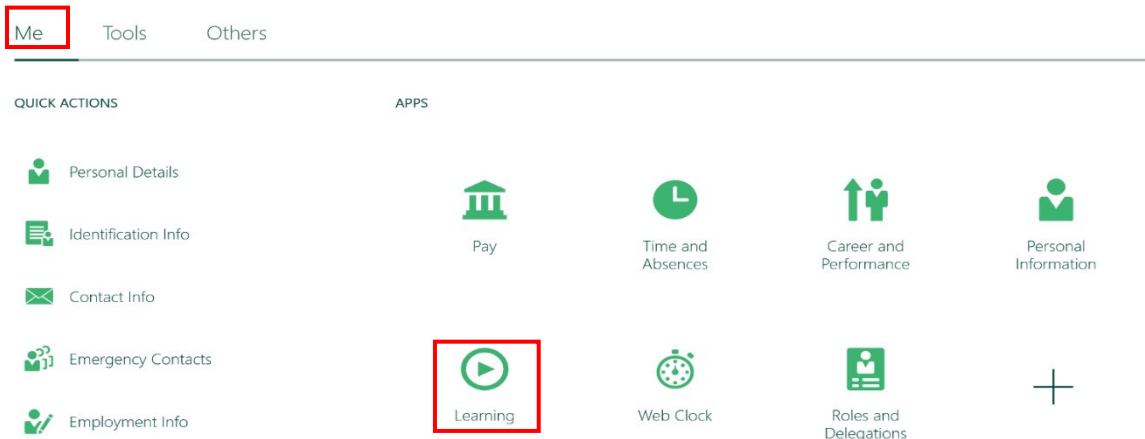 Me Tools Others
QUICK ACTIONS
Personal Details
Identification Info
Contact Info
Emergency Contacts
Employment Info
APPS
Pay
Time and
Absences
Career and
Performance
Personal
Information
Learning
Web Clock
Roles and
Delegations